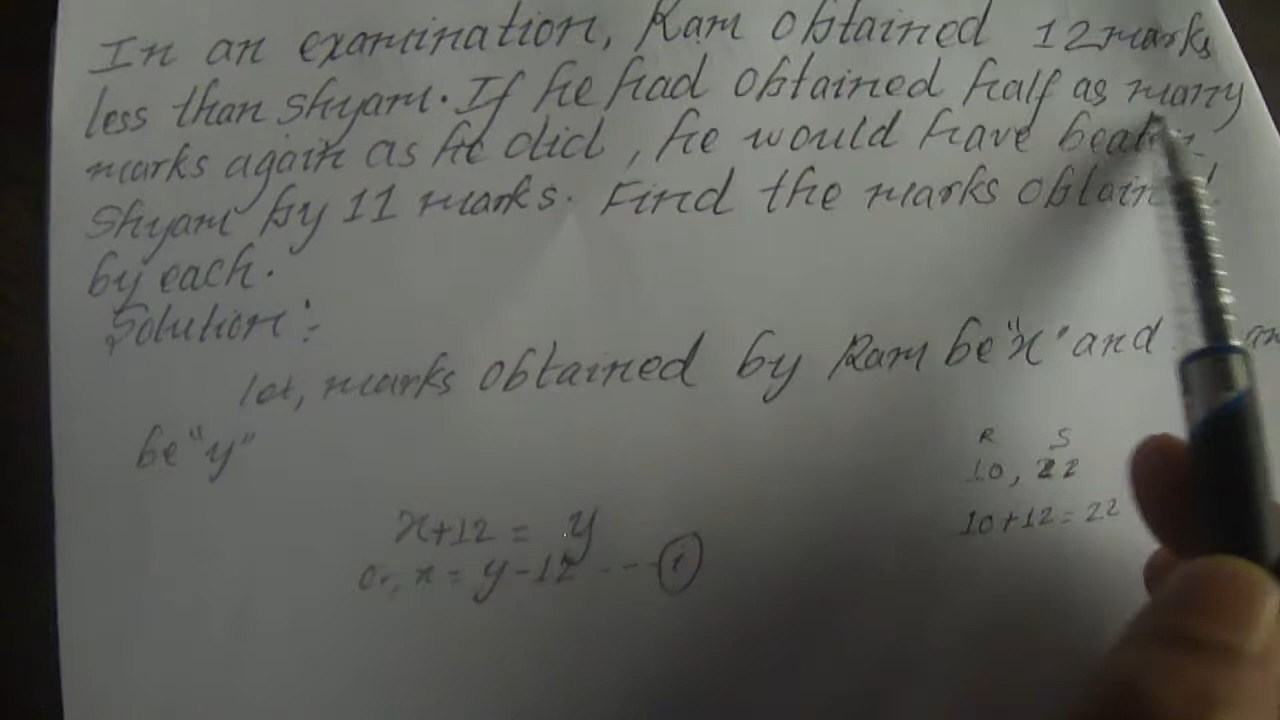 In an examination, Ram obtained 12 marks
less than Shyam. If he had obtained half as many
marks again as he did, he would have
Shyam by 11 marks. Find the marks
by each.
Solution:-
let, marks obtained by Ram be "x" and
be "y"
R S
10, 22
x+12 = y
10+12=22
or, x = y-12 --- (i)